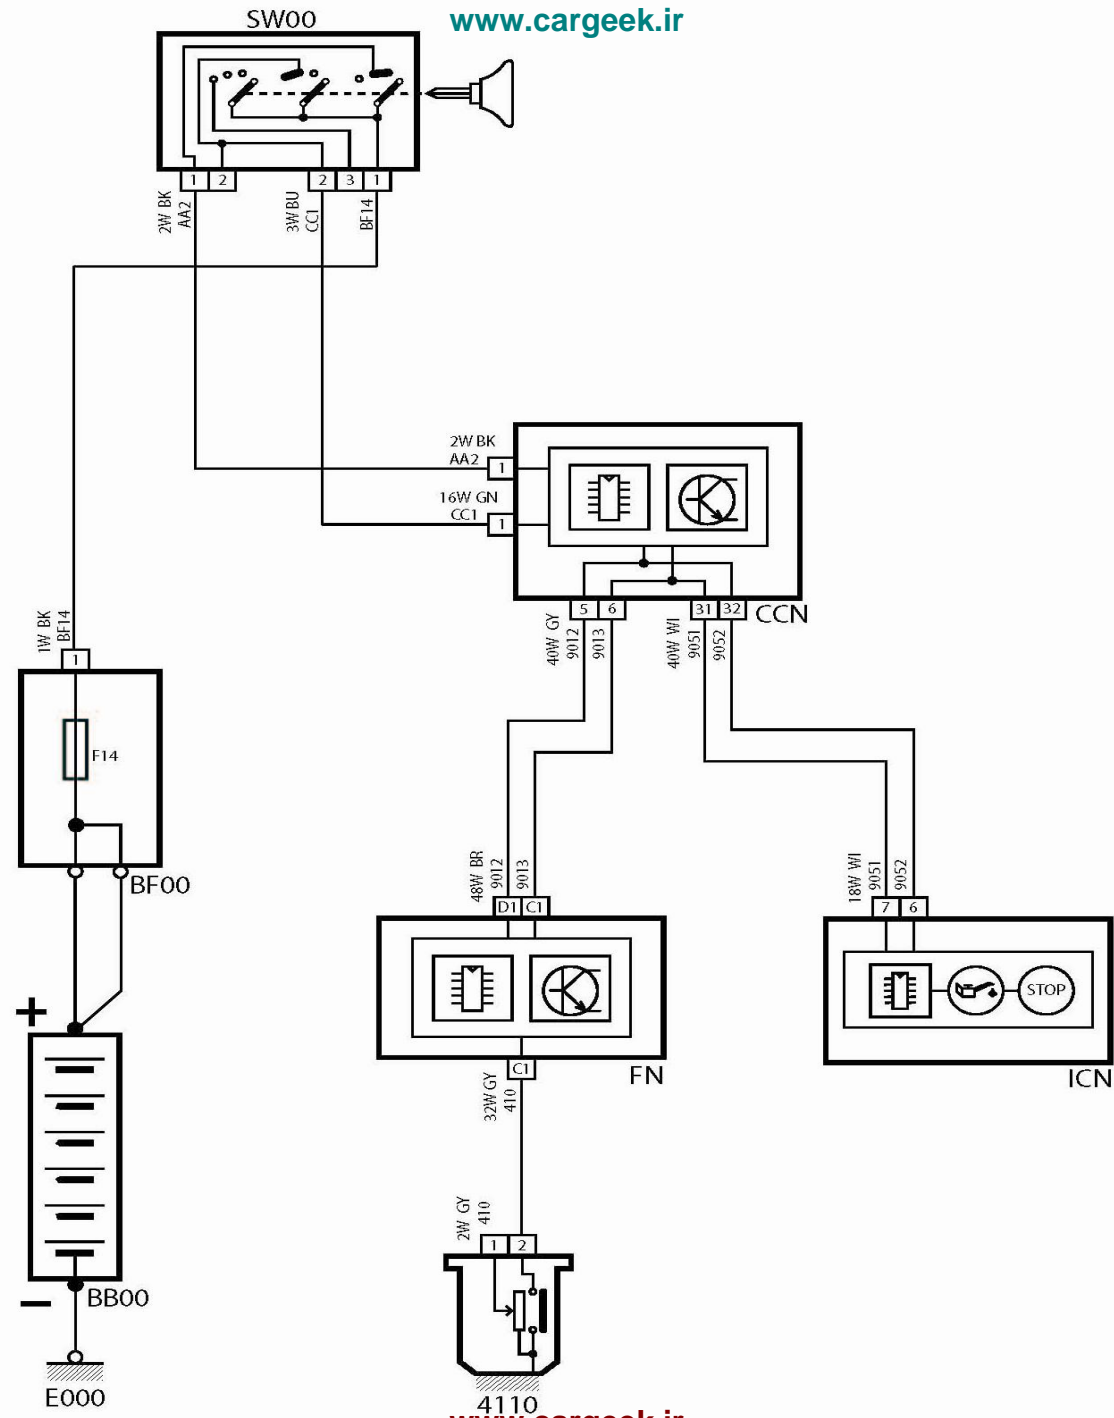 SW00
www.cargeek.ir
1 2 2 3 1
2W BK
AA2
3W BU
CC1
BF14
2W BK
AA2
1
16W GN
CC1
1
5 6 31 32
CCN
40W GY
9012
9013
40W WI
9051
9052
1W BK
BF14
1
F14
BF00
48W BR
9012
9013
D1 C1
18W WI
9051
9052
7 6
STOP
FN
ICN
C1
32W GY
410
+
2W GY
410
1 2
BB00
−
E000
4110
www.cargeek.ir